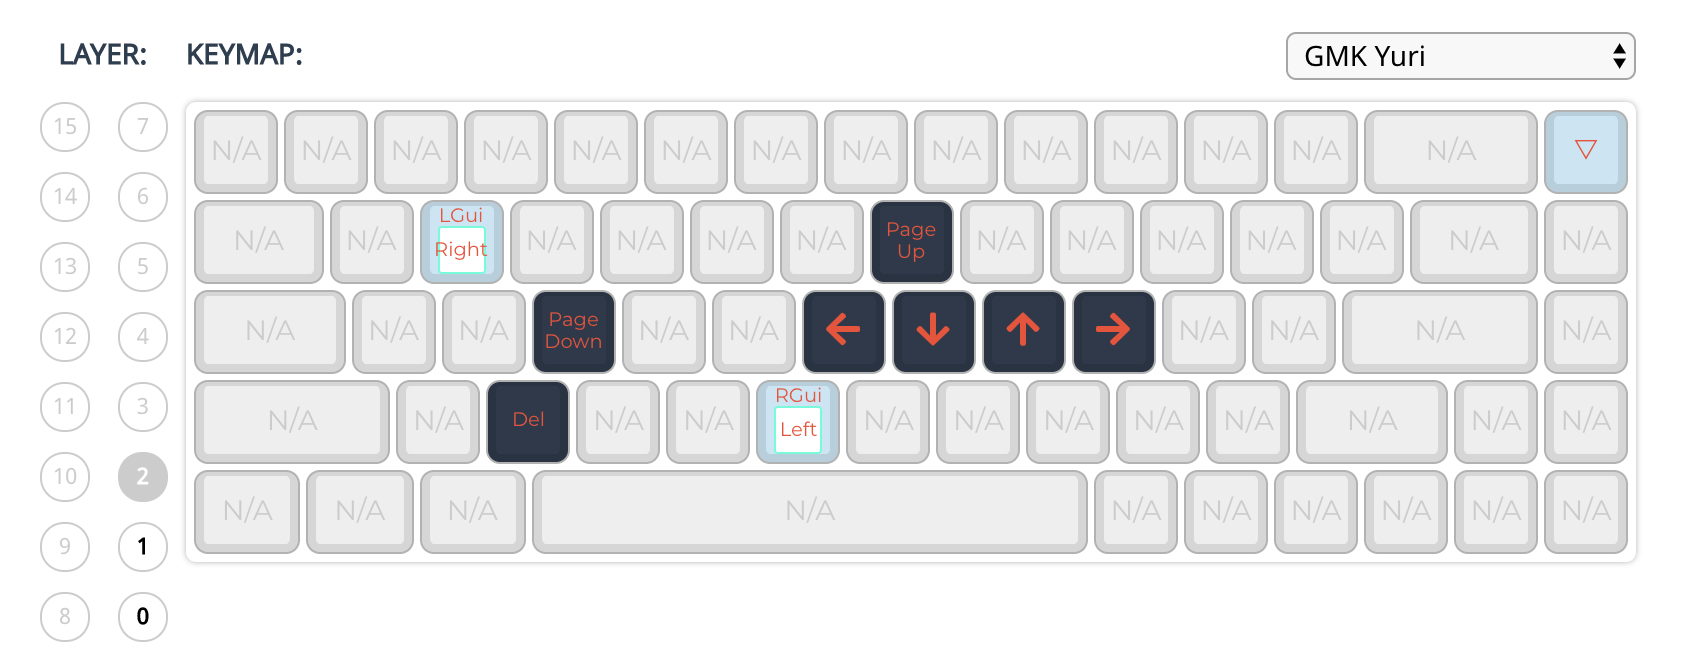 LAYER: KEYMAP: GMK Yuri
15 7 N/A N/A N/A N/A N/A N/A N/A N/A N/A N/A N/A N/A N/A N/A ▽
14 6 N/A N/A LGui Right N/A N/A N/A N/A Page Up N/A N/A N/A N/A N/A N/A N/A
13 5
12 4 N/A N/A N/A Page Down N/A N/A ← ↓ ↑ → N/A N/A N/A N/A
11 3 N/A N/A Del N/A N/A RGui Left N/A N/A N/A N/A N/A N/A N/A N/A
10 2 N/A N/A N/A N/A N/A N/A N/A N/A N/A N/A
9 1
8 0